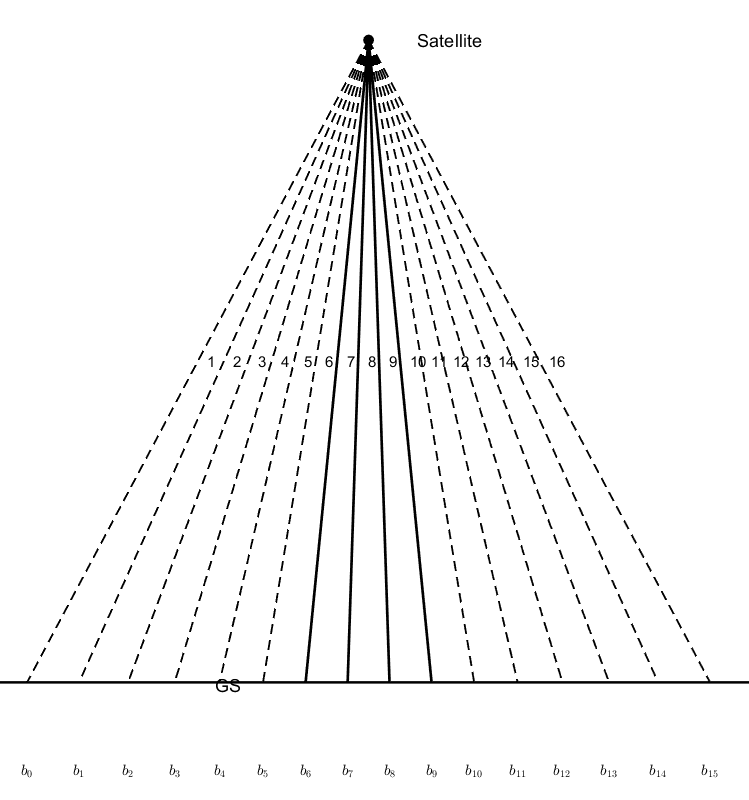 Satellite
1 2 3 4 5 6 7 8 9 10 11 12 13 14 15 16
GS
b₀ b₁ b₂ b₃ b₄ b₅ b₆ b₇ b₈ b₉ b₁₀ b₁₁ b₁₂ b₁₃ b₁₄ b₁₅